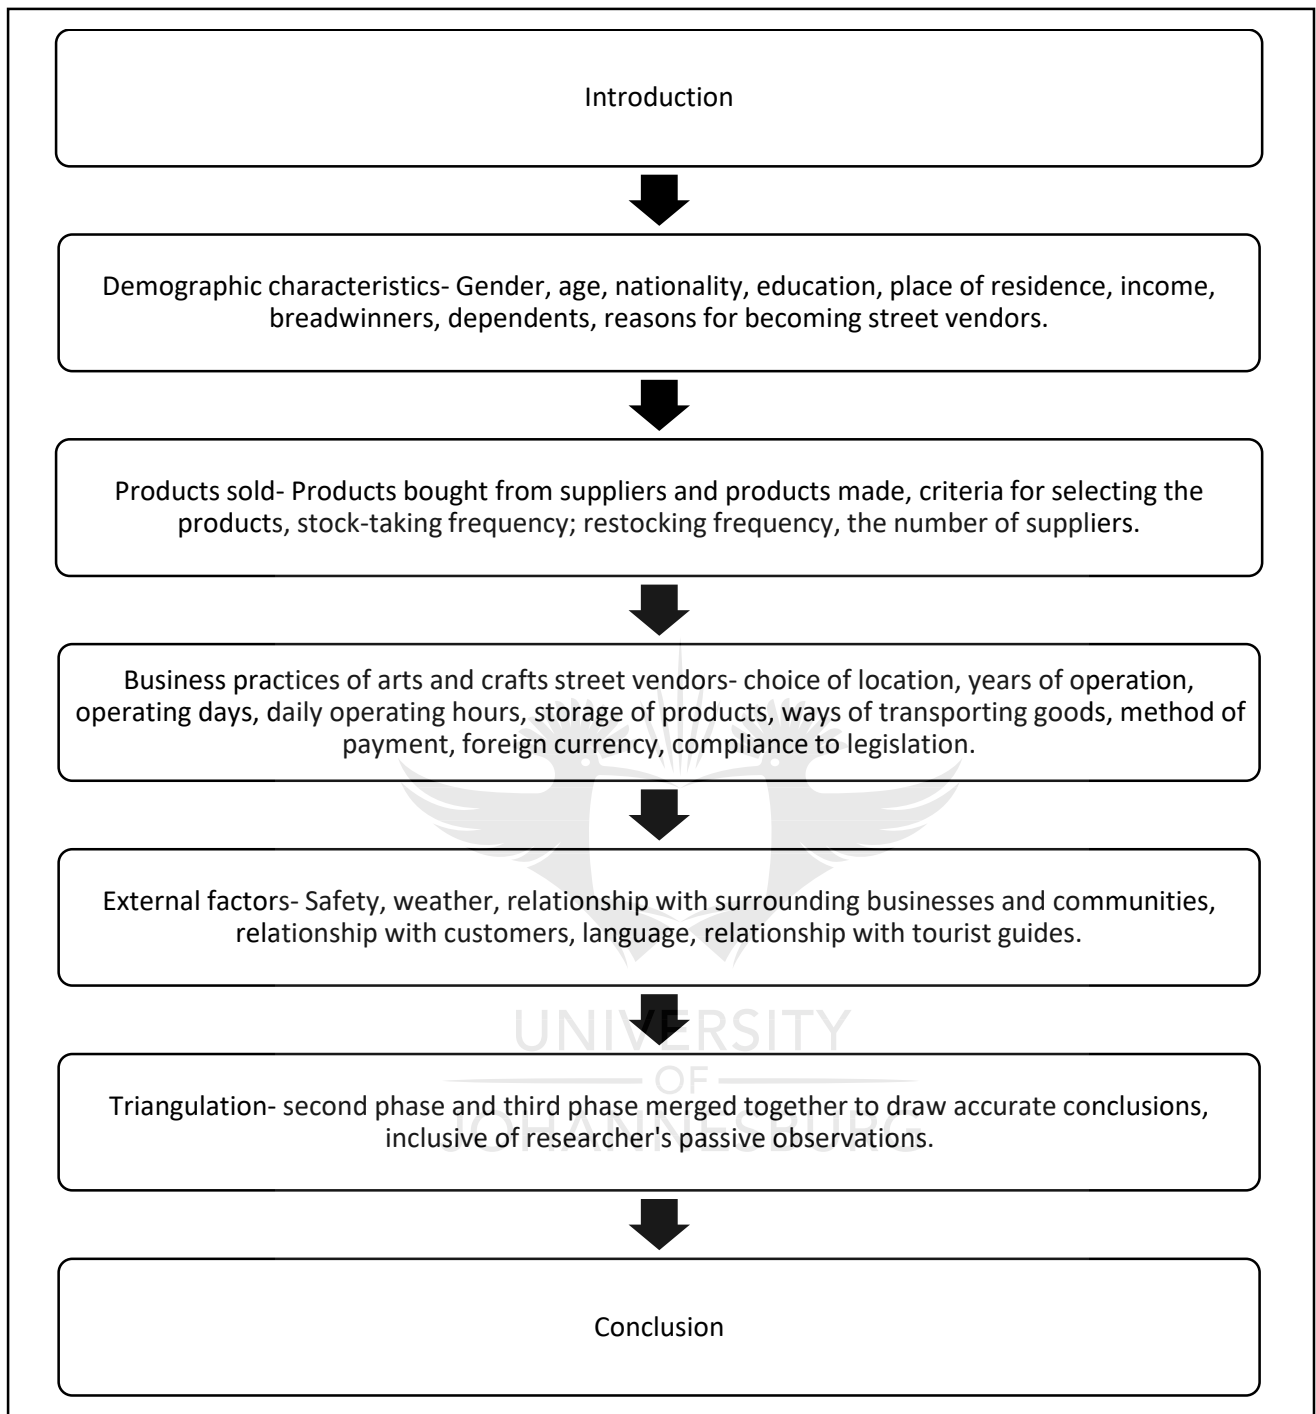 Introduction
Demographic characteristics- Gender, age, nationality, education, place of residence, income,
breadwinners, dependents, reasons for becoming street vendors.
Products sold- Products bought from suppliers and products made, criteria for selecting the
products, stock-taking frequency; restocking frequency, the number of suppliers.
Business practices of arts and crafts street vendors- choice of location, years of operation,
operating days, daily operating hours, storage of products, ways of transporting goods, method of
payment, foreign currency, compliance to legislation.
External factors- Safety, weather, relationship with surrounding businesses and communities,
relationship with customers, language, relationship with tourist guides.
UNIVERSITY
OF
JOHANNESBURG
Triangulation- second phase and third phase merged together to draw accurate conclusions,
inclusive of researcher's passive observations.
Conclusion